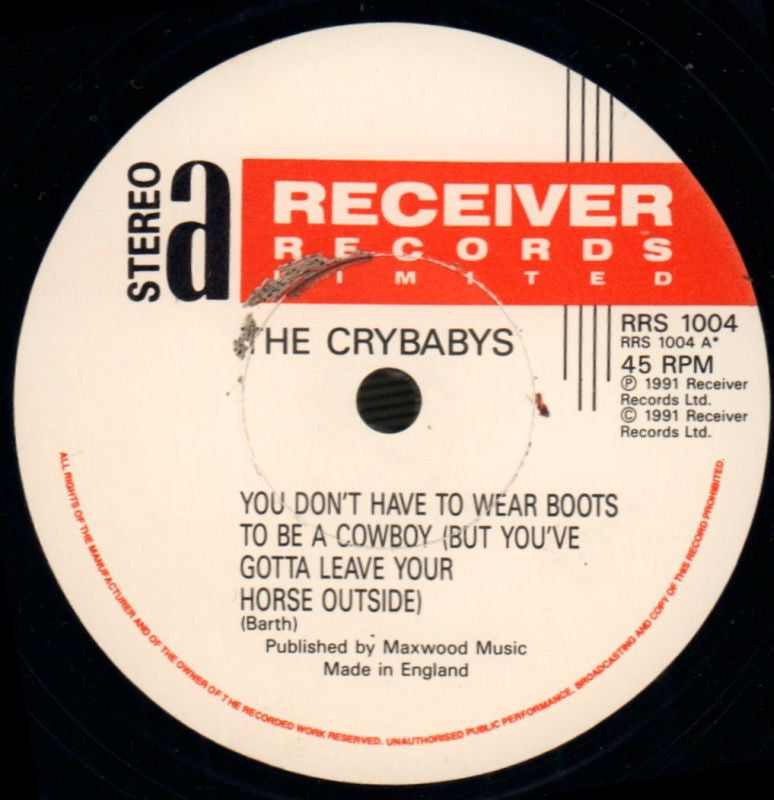 STEREO
a
RECEIVER
RECORDS
LIMITED
THE CRYBABYS
RRS 1004
RRS 1004 A*
45 RPM
℗ 1991 Receiver
Records Ltd.
© 1991 Receiver
Records Ltd.
YOU DON'T HAVE TO WEAR BOOTS
TO BE A COWBOY (BUT YOU'VE
GOTTA LEAVE YOUR
HORSE OUTSIDE)
(Barth)
Published by Maxwood Music
Made in England
ALL RIGHTS OF THE MANUFACTURER AND OF THE OWNER OF THE RECORDED WORK RESERVED. UNAUTHORISED PUBLIC PERFORMANCE, BROADCASTING AND COPY OF THIS RECORD PROHIBITED.